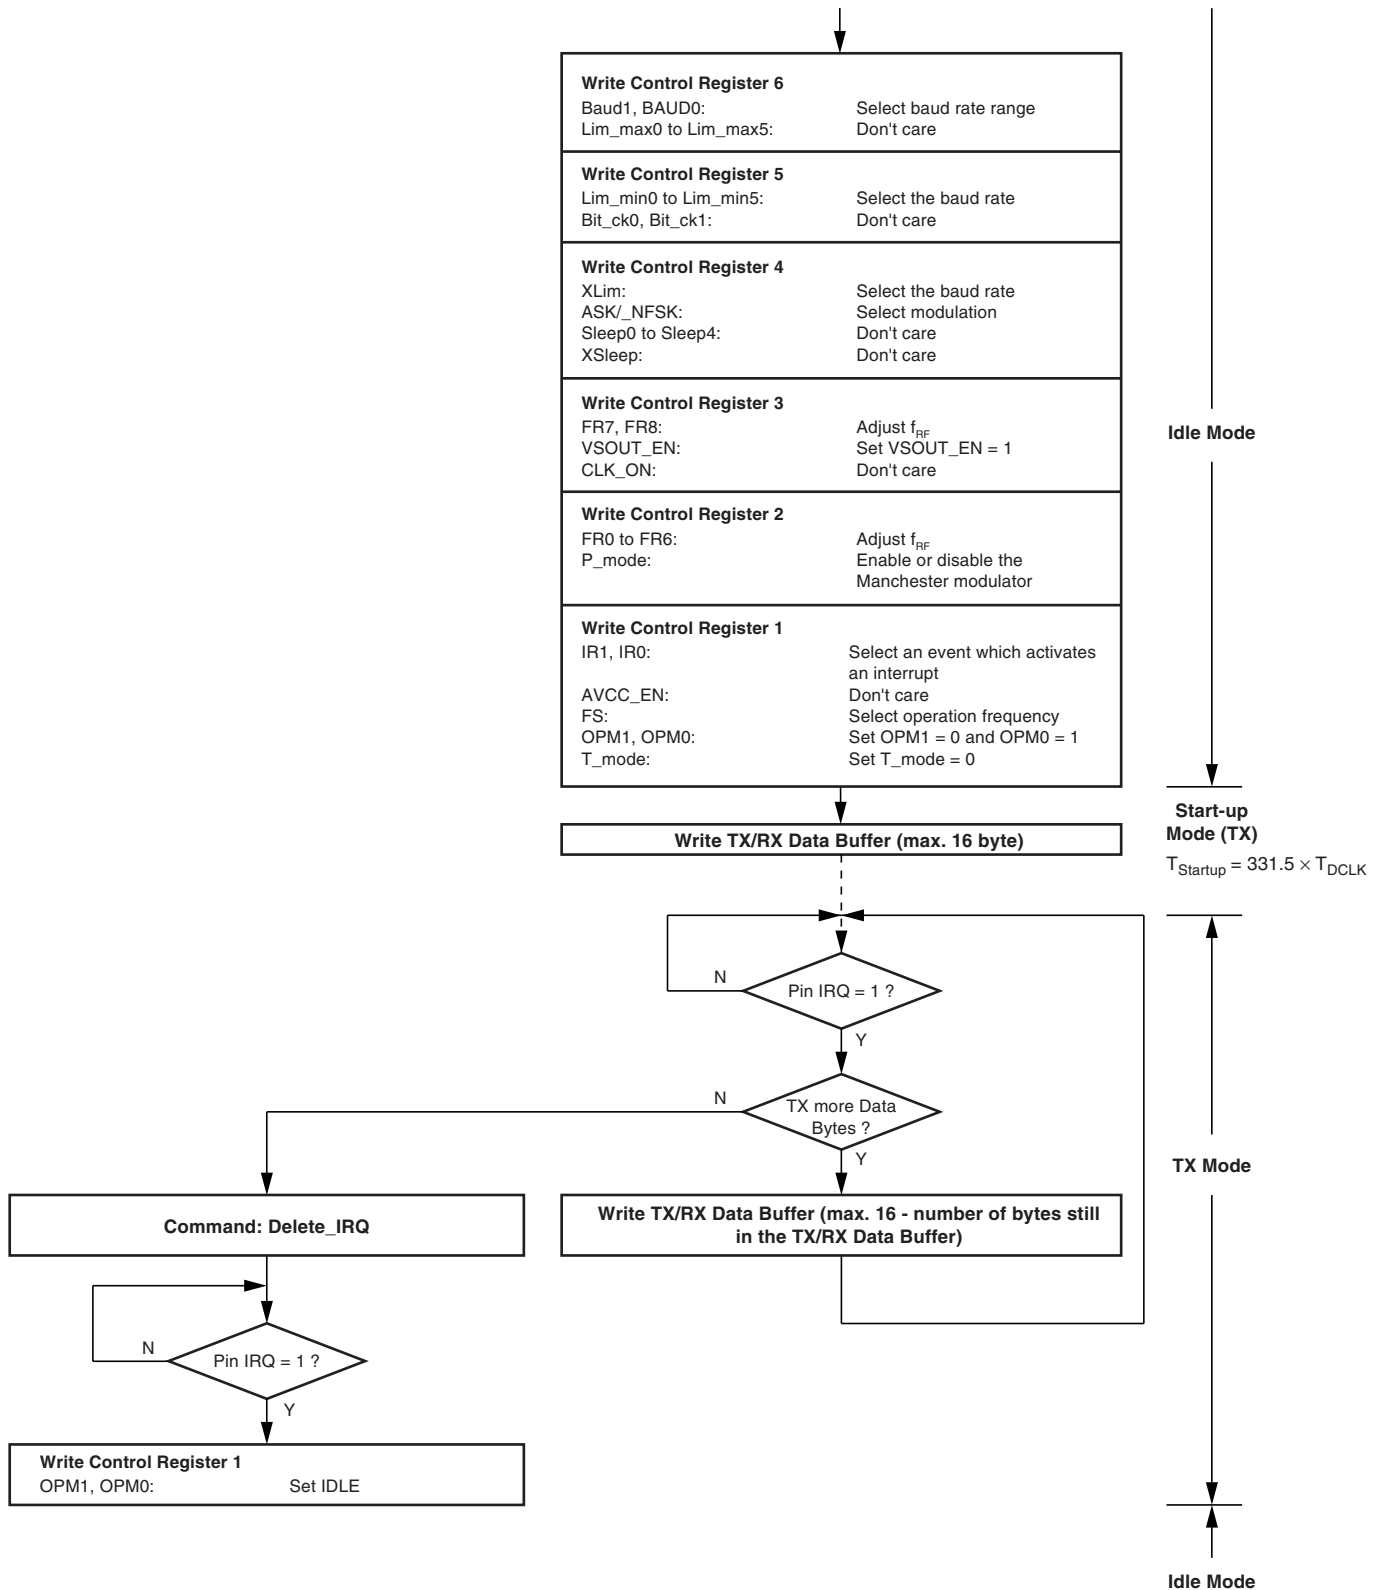 Write Control Register 6
Baud1, BAUD0: Select baud rate range
Lim_max0 to Lim_max5: Don't care
Write Control Register 5
Lim_min0 to Lim_min5: Select the baud rate
Bit_ck0, Bit_ck1: Don't care
Write Control Register 4
XLim: Select the baud rate
ASK/_NFSK: Select modulation
Sleep0 to Sleep4: Don't care
XSleep: Don't care
Write Control Register 3
FR7, FR8: Adjust fRF
VSOUT_EN: Set VSOUT_EN = 1
CLK_ON: Don't care
Idle Mode
Write Control Register 2
FR0 to FR6: Adjust fRF
P_mode: Enable or disable the
Manchester modulator
Write Control Register 1
IR1, IR0: Select an event which activates
an interrupt
AVCC_EN: Don't care
FS: Select operation frequency
OPM1, OPM0: Set OPM1 = 0 and OPM0 = 1
T_mode: Set T_mode = 0
Start-up
Mode (TX)
TStartup = 331.5 × TDCLK
Write TX/RX Data Buffer (max. 16 byte)
N
Pin IRQ = 1 ?
Y
N
TX more Data
Bytes ?
Y
TX Mode
Write TX/RX Data Buffer (max. 16 - number of bytes still
in the TX/RX Data Buffer)
Command: Delete_IRQ
N
Pin IRQ = 1 ?
Y
Write Control Register 1
OPM1, OPM0: Set IDLE
Idle Mode